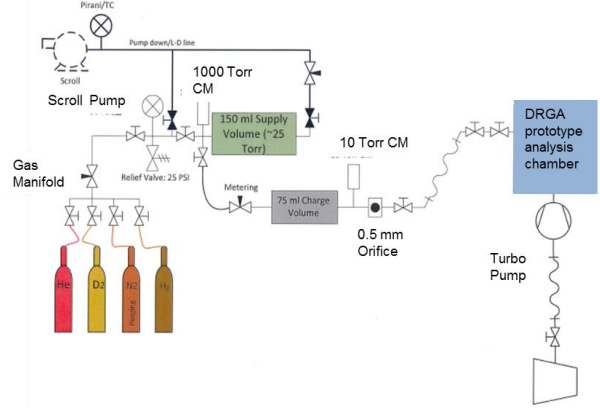 Pirani/TC
Pump down/L-D line
Scroll
1000 Torr
CM
Scroll Pump
150 ml Supply
Volume (~25
Torr)
DRGA
prototype
analysis
chamber
10 Torr CM
Gas
Manifold
Relief Valve: 25 PSI
Metering
75 ml Charge
Volume
0.5 mm
Orifice
Turbo
Pump
He
D2
N2
H2
Purging